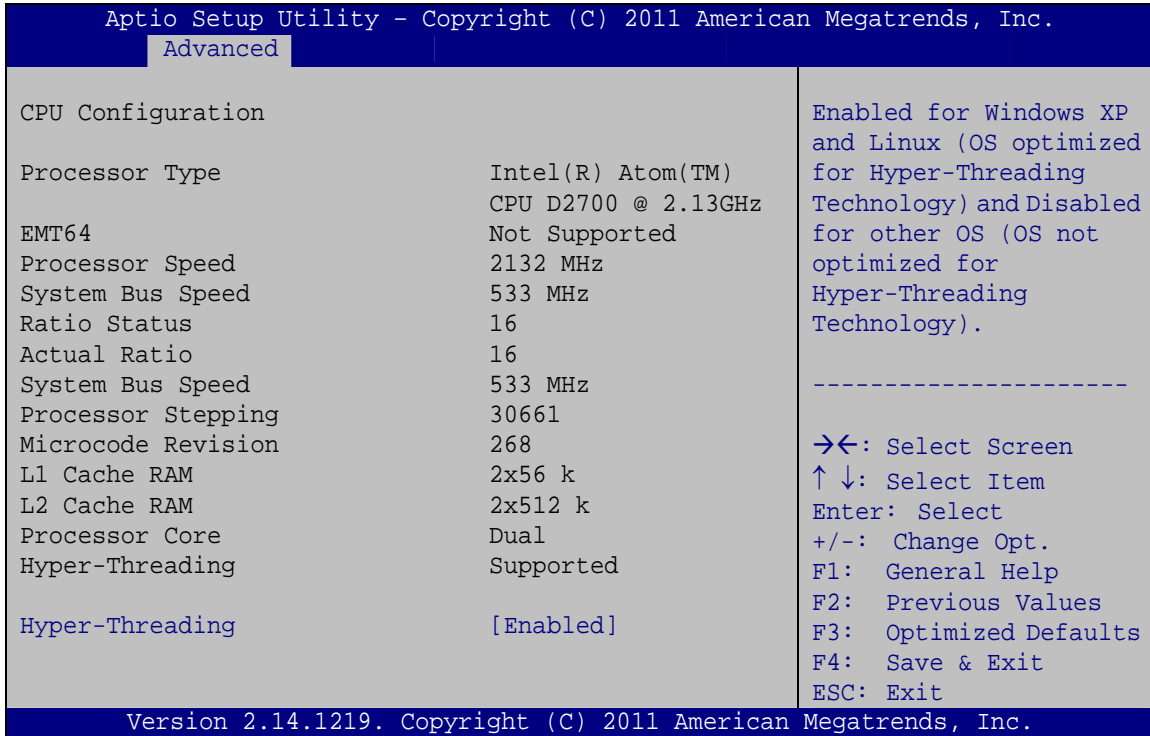 Aptio Setup Utility – Copyright (C) 2011 American Megatrends, Inc.
Advanced
CPU Configuration
Processor Type Intel(R) Atom(TM)
CPU D2700 @ 2.13GHz
EMT64 Not Supported
Processor Speed 2132 MHz
System Bus Speed 533 MHz
Ratio Status 16
Actual Ratio 16
System Bus Speed 533 MHz
Processor Stepping 30661
Microcode Revision 268
L1 Cache RAM 2x56 k
L2 Cache RAM 2x512 k
Processor Core Dual
Hyper-Threading Supported
Hyper-Threading [Enabled]
Enabled for Windows XP
and Linux (OS optimized
for Hyper-Threading
Technology) and Disabled
for other OS (OS not
optimized for
Hyper-Threading
Technology).
----------------------
→←: Select Screen
↑ ↓: Select Item
Enter: Select
+/-: Change Opt.
F1: General Help
F2: Previous Values
F3: Optimized Defaults
F4: Save & Exit
ESC: Exit
Version 2.14.1219. Copyright (C) 2011 American Megatrends, Inc.